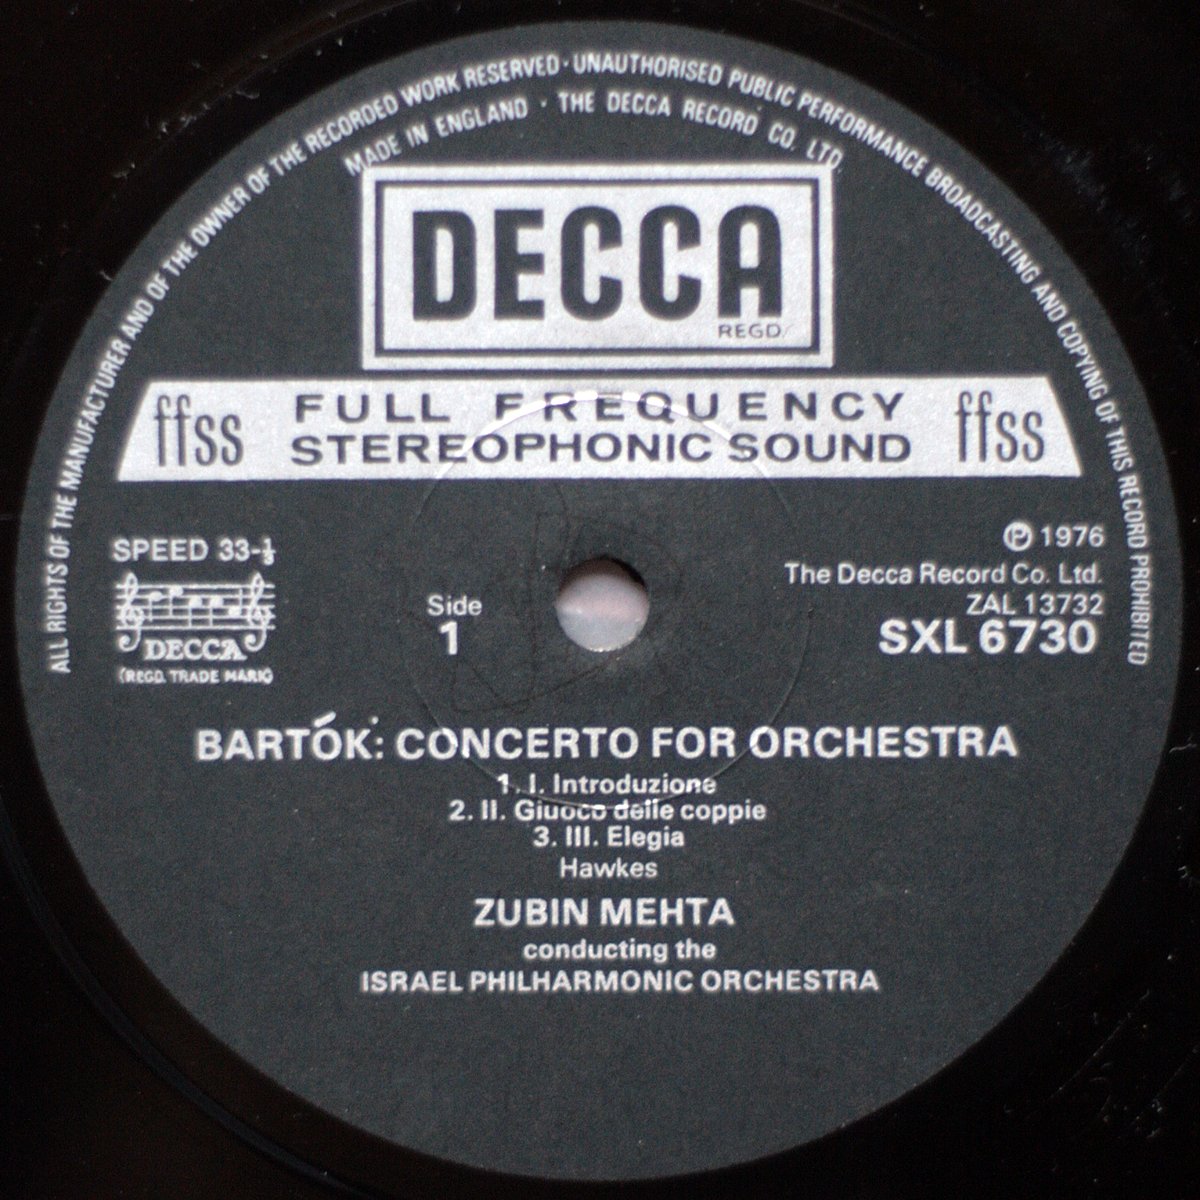 ALL RIGHTS OF THE MANUFACTURER AND OF THE OWNER OF THE RECORDED WORK RESERVED · UNAUTHORISED PUBLIC PERFORMANCE BROADCASTING AND COPYING OF THIS RECORD PROHIBITED
MADE IN ENGLAND · THE DECCA RECORD CO. LTD.
DECCA
REGD.
ffss FULL FREQUENCY STEREOPHONIC SOUND ffss
SPEED 33-⅓
DECCA
(REGD. TRADE MARK)
Side
1
Ⓟ 1976
The Decca Record Co. Ltd.
ZAL 13732
SXL 6730
BARTÓK: CONCERTO FOR ORCHESTRA
1. I. Introduzione
2. II. Giuoco delle coppie
3. III. Elegia
Hawkes
ZUBIN MEHTA
conducting the
ISRAEL PHILHARMONIC ORCHESTRA